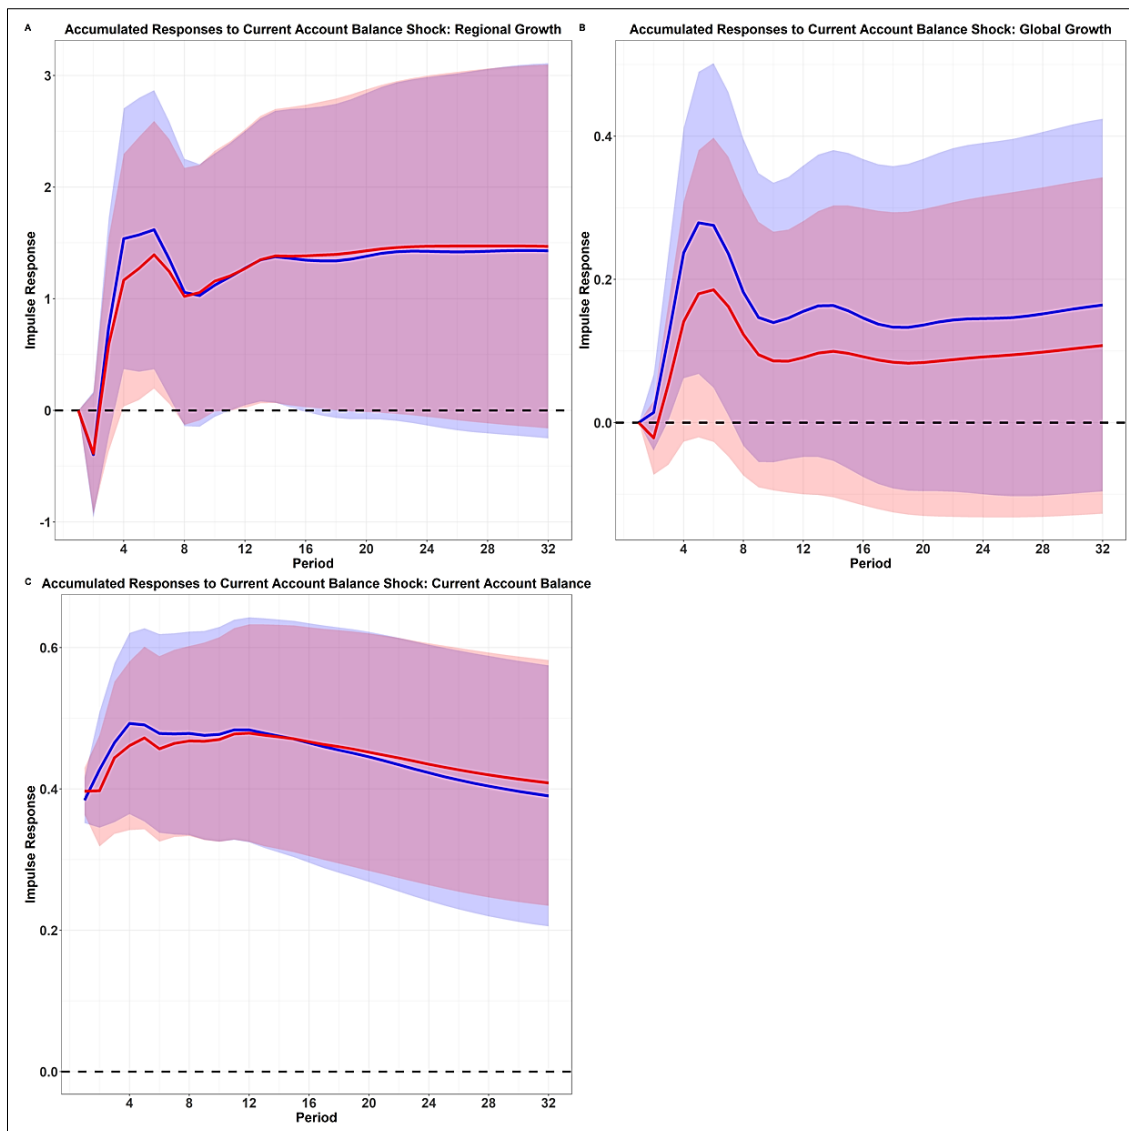 A
Accumulated Responses to Current Account Balance Shock: Regional Growth
Impulse Response
3
2
1
0
-1
4 8 12 16 20 24 28 32
Period
B
Accumulated Responses to Current Account Balance Shock: Global Growth
Impulse Response
0.4
0.2
0.0
4 8 12 16 20 24 28 32
Period
C
Accumulated Responses to Current Account Balance Shock: Current Account Balance
Impulse Response
0.6
0.4
0.2
0.0
4 8 12 16 20 24 28 32
Period